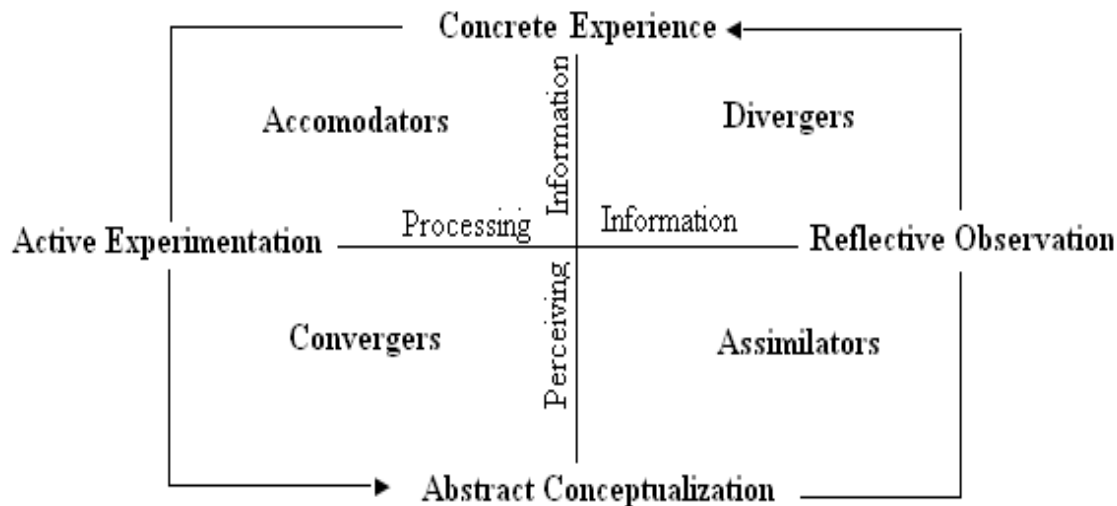 Concrete Experience
Accomodators
Divergers
Perceiving Information
Processing Information
Active Experimentation
Reflective Observation
Convergers
Assimilators
Abstract Conceptualization